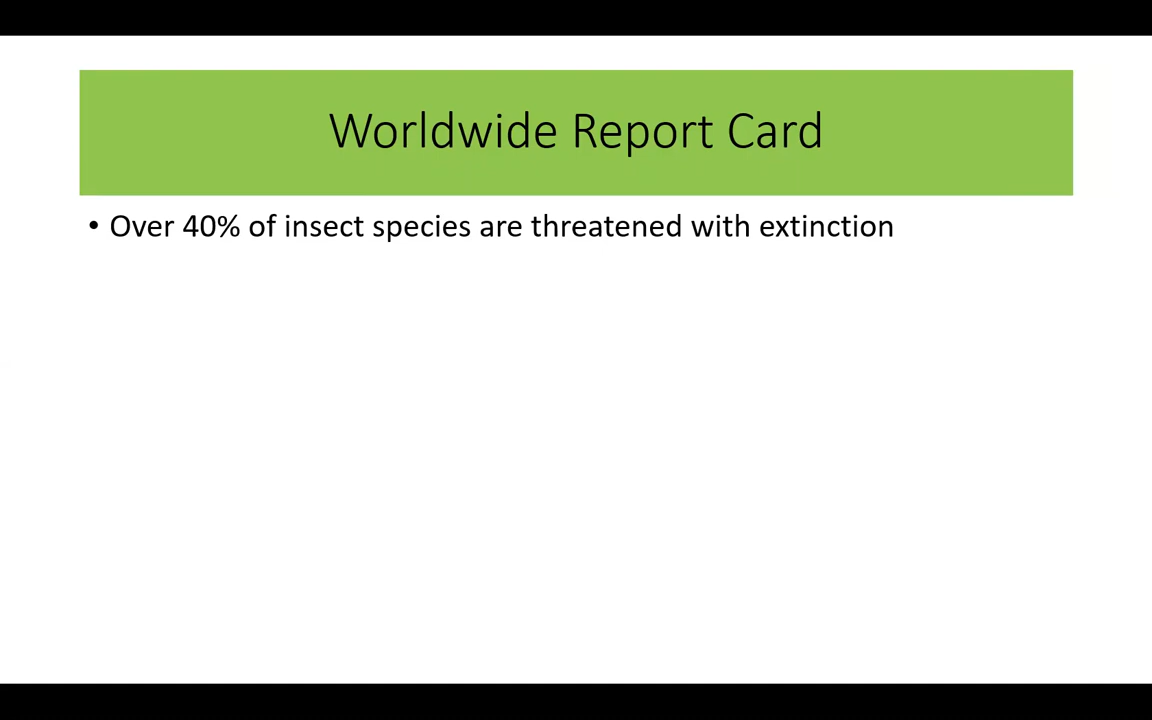 Worldwide Report Card
• Over 40% of insect species are threatened with extinction